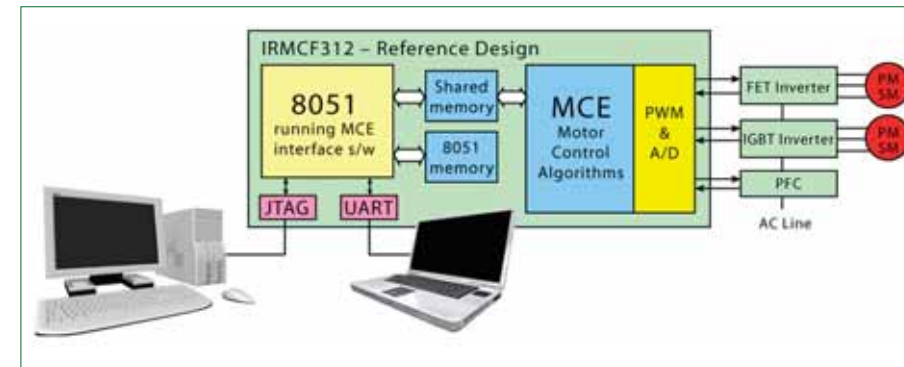 IRMCF312 – Reference Design
8051
running MCE
interface s/w
Shared
memory
8051
memory
MCE
Motor
Control
Algorithms
PWM
&
A/D
JTAG
UART
FET Inverter
PM
SM
IGBT Inverter
PM
SM
PFC
AC Line